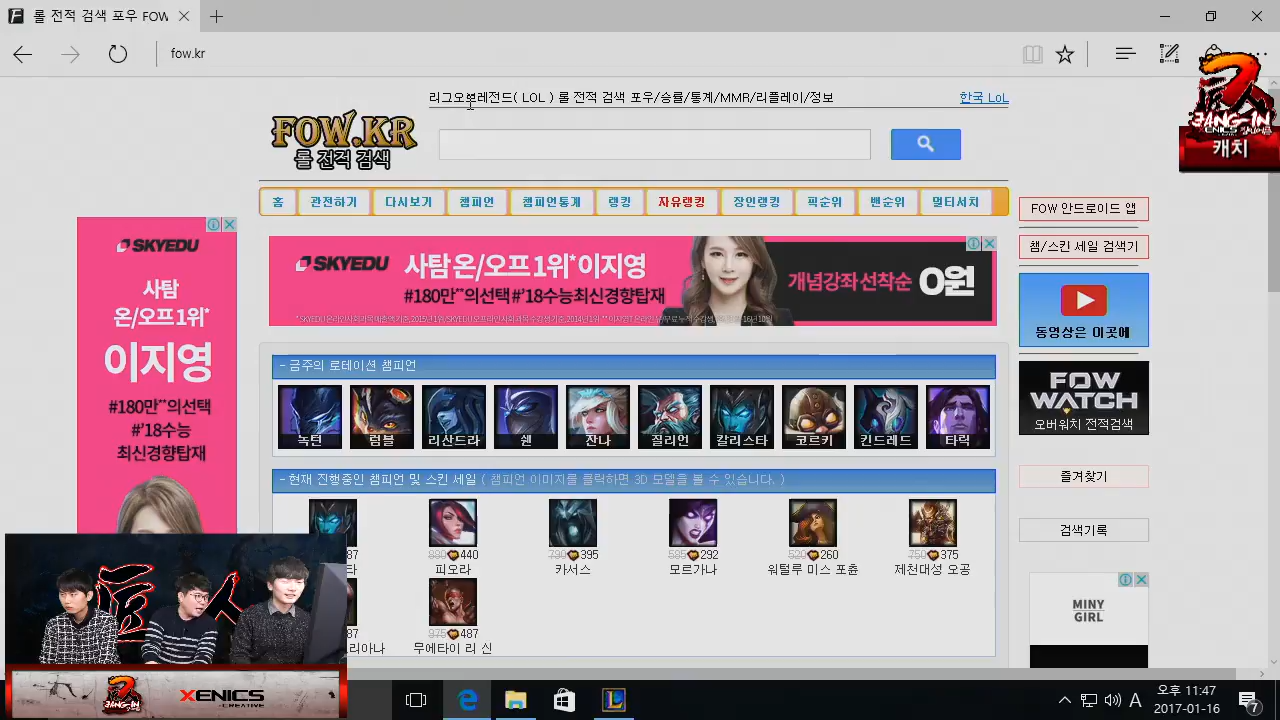 롤 전적 검색 포우 FOW
fow.kr
리그오브레전드( LOL ) 롤 전적 검색 포우/승률/통계/MMR/리플레이/정보
한국 LoL
FOW.KR
롤 전적 검색
홈 관전하기 다시보기 챔피언 챔피언통계 랭킹 자유랭킹 장인랭킹 픽순위 밴순위 멀티서치
캐치
FOW 안드로이드 앱
챔/스킨 세일 검색기
동영상은 이곳에
FOW
WATCH
오버워치 전적검색
즐겨찾기
검색기록
MINY
GIRL
SKYEDU
사탐
온/오프 1위*
이지영
#180만**의선택
#'18수능
최신경향탑재
SKYEDU 사탐 온/오프 1위*이지영
#180만**의선택 #'18수능최신경향탑재
개념강좌 선착순 0원
- 금주의 로테이션 챔피언
녹턴 럼블 리산드라 쉔 잔나 질리언 칼리스타 코르키 킨드레드 타릭
- 현재 진행중인 챔피언 및 스킨 세일 ( 챔피언 이미지를 클릭하면 3D 모델을 볼 수 있습니다. )
87 880 440 790 395 585 292 520 260 750 375
타 피오라 카서스 모르가나 워털루 미스 포츈 제천대성 오공
87 975 487
리아나 무에타이 리 신
匠人
XENICS
-CREATIVE
ЗANG-IN
XENICS
A
오후 11:47
2017-01-16
7